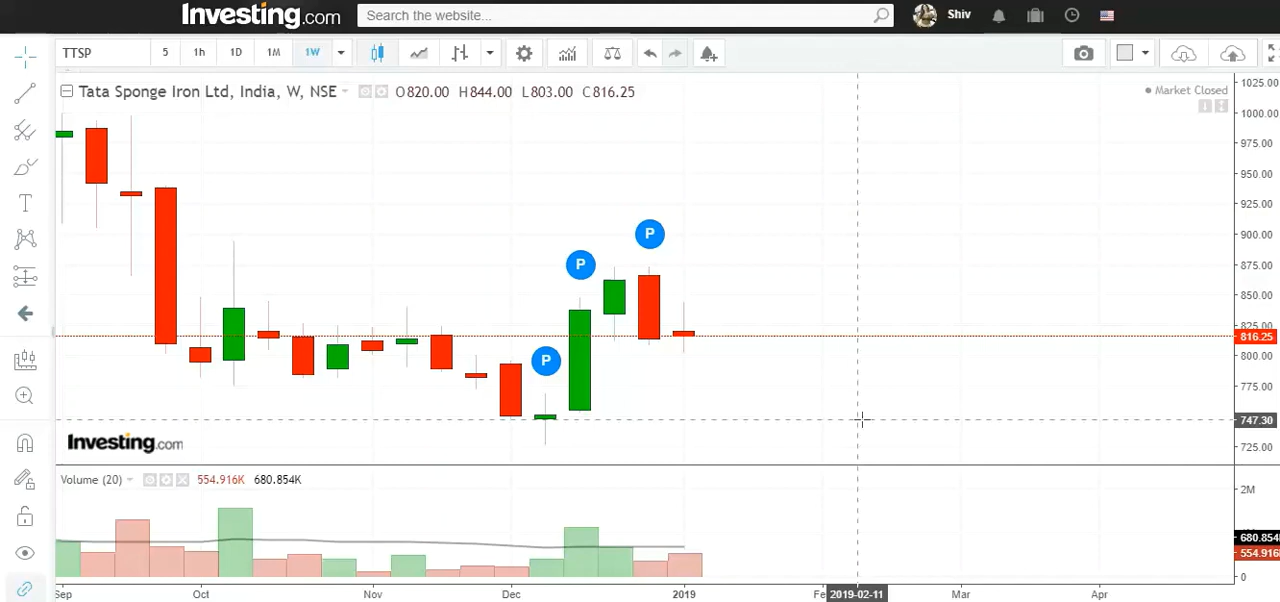 Investing.com Search the website... Shiv
TTSP 5 1h 1D 1M 1W
Tata Sponge Iron Ltd, India, W, NSE O820.00 H844.00 L803.00 C816.25
Market Closed
1025.00
1000.00
975.00
950.00
925.00
P
900.00
P
875.00
850.00
825.00
816.25
P
800.00
775.00
747.30
Investing.com
725.00
Volume (20) 554.916K 680.854K
2M
680.854
554.916
0
Sep Oct Nov Dec 2019 2019-02-11 Mar Apr